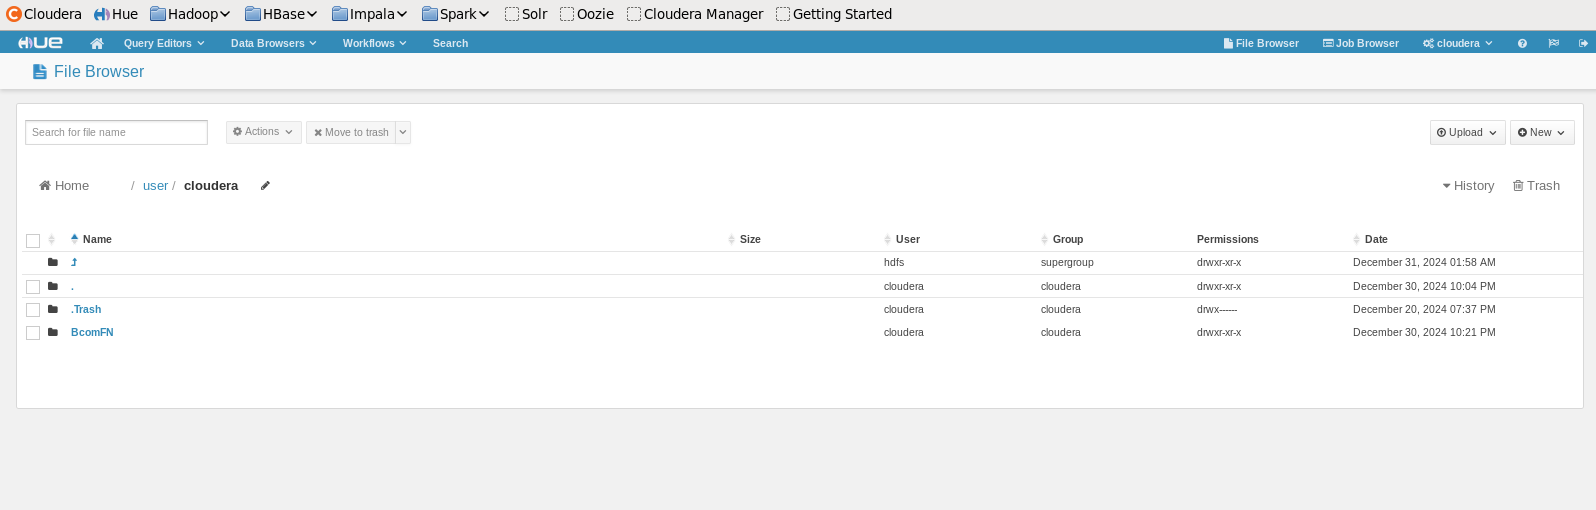 Cloudera Hue Hadoop HBase Impala Spark Solr Oozie Cloudera Manager Getting Started
HUE Query Editors Data Browsers Workflows Search File Browser Job Browser cloudera
File Browser
Search for file name Actions Move to trash Upload New
Home / user / cloudera History Trash
Name Size User Group Permissions Date
hdfs supergroup drwxr-xr-x December 31, 2024 01:58 AM
. cloudera cloudera drwxr-xr-x December 30, 2024 10:04 PM
.Trash cloudera cloudera drwx------ December 20, 2024 07:37 PM
BcomFN cloudera cloudera drwxr-xr-x December 30, 2024 10:21 PM